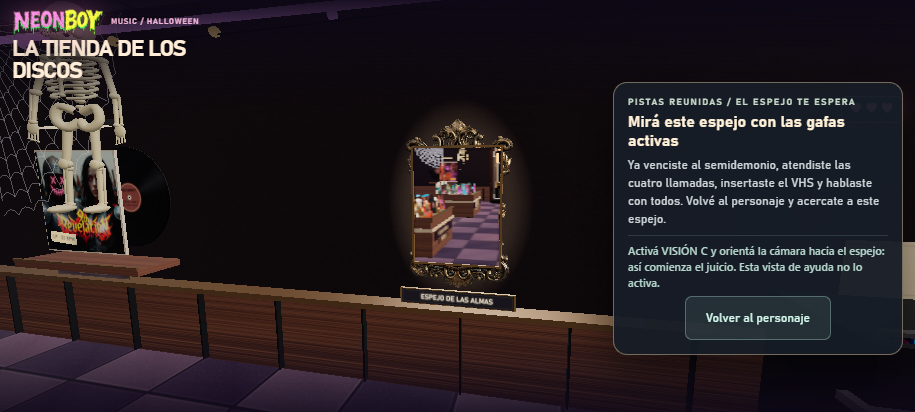 NEONBOY MUSIC / HALLOWEEN
LA TIENDA DE LOS
DISCOS
Revelación
ESPEJO DE LAS ALMAS
PISTAS REUNIDAS / EL ESPEJO TE ESPERA
Mirá este espejo con las gafas
activas
Ya venciste al semidemonio, atendiste las
cuatro llamadas, insertaste el VHS y hablaste
con todos. Volvé al personaje y acercate a este
espejo.
Activá VISIÓN C y orientá la cámara hacia el espejo:
así comienza el juicio. Esta vista de ayuda no lo
activa.
Volver al personaje